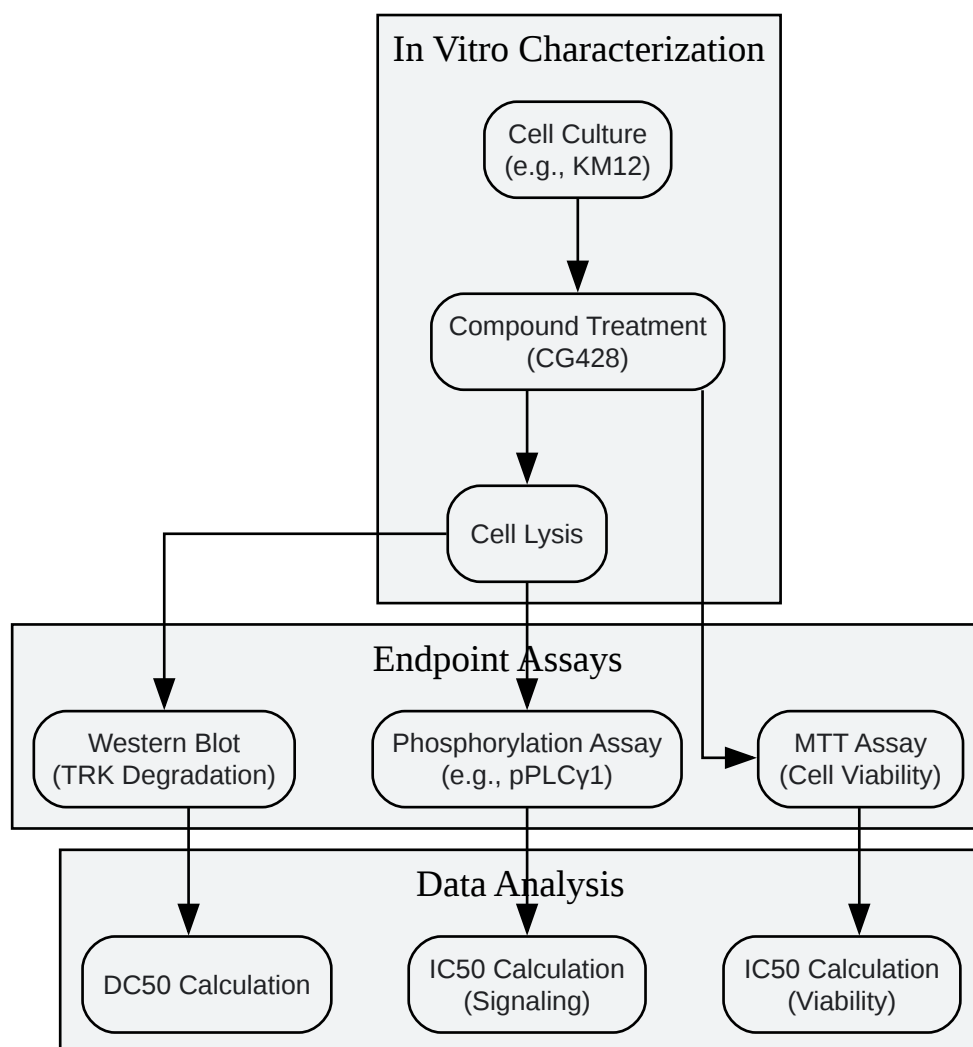 In Vitro Characterization
Cell Culture
(e.g., KM12)
Compound Treatment
(CG428)
Cell Lysis
Endpoint Assays
Western Blot
(TRK Degradation)
Phosphorylation Assay
(e.g., pPLCγ1)
MTT Assay
(Cell Viability)
Data Analysis
DC50 Calculation
IC50 Calculation
(Signaling)
IC50 Calculation
(Viability)